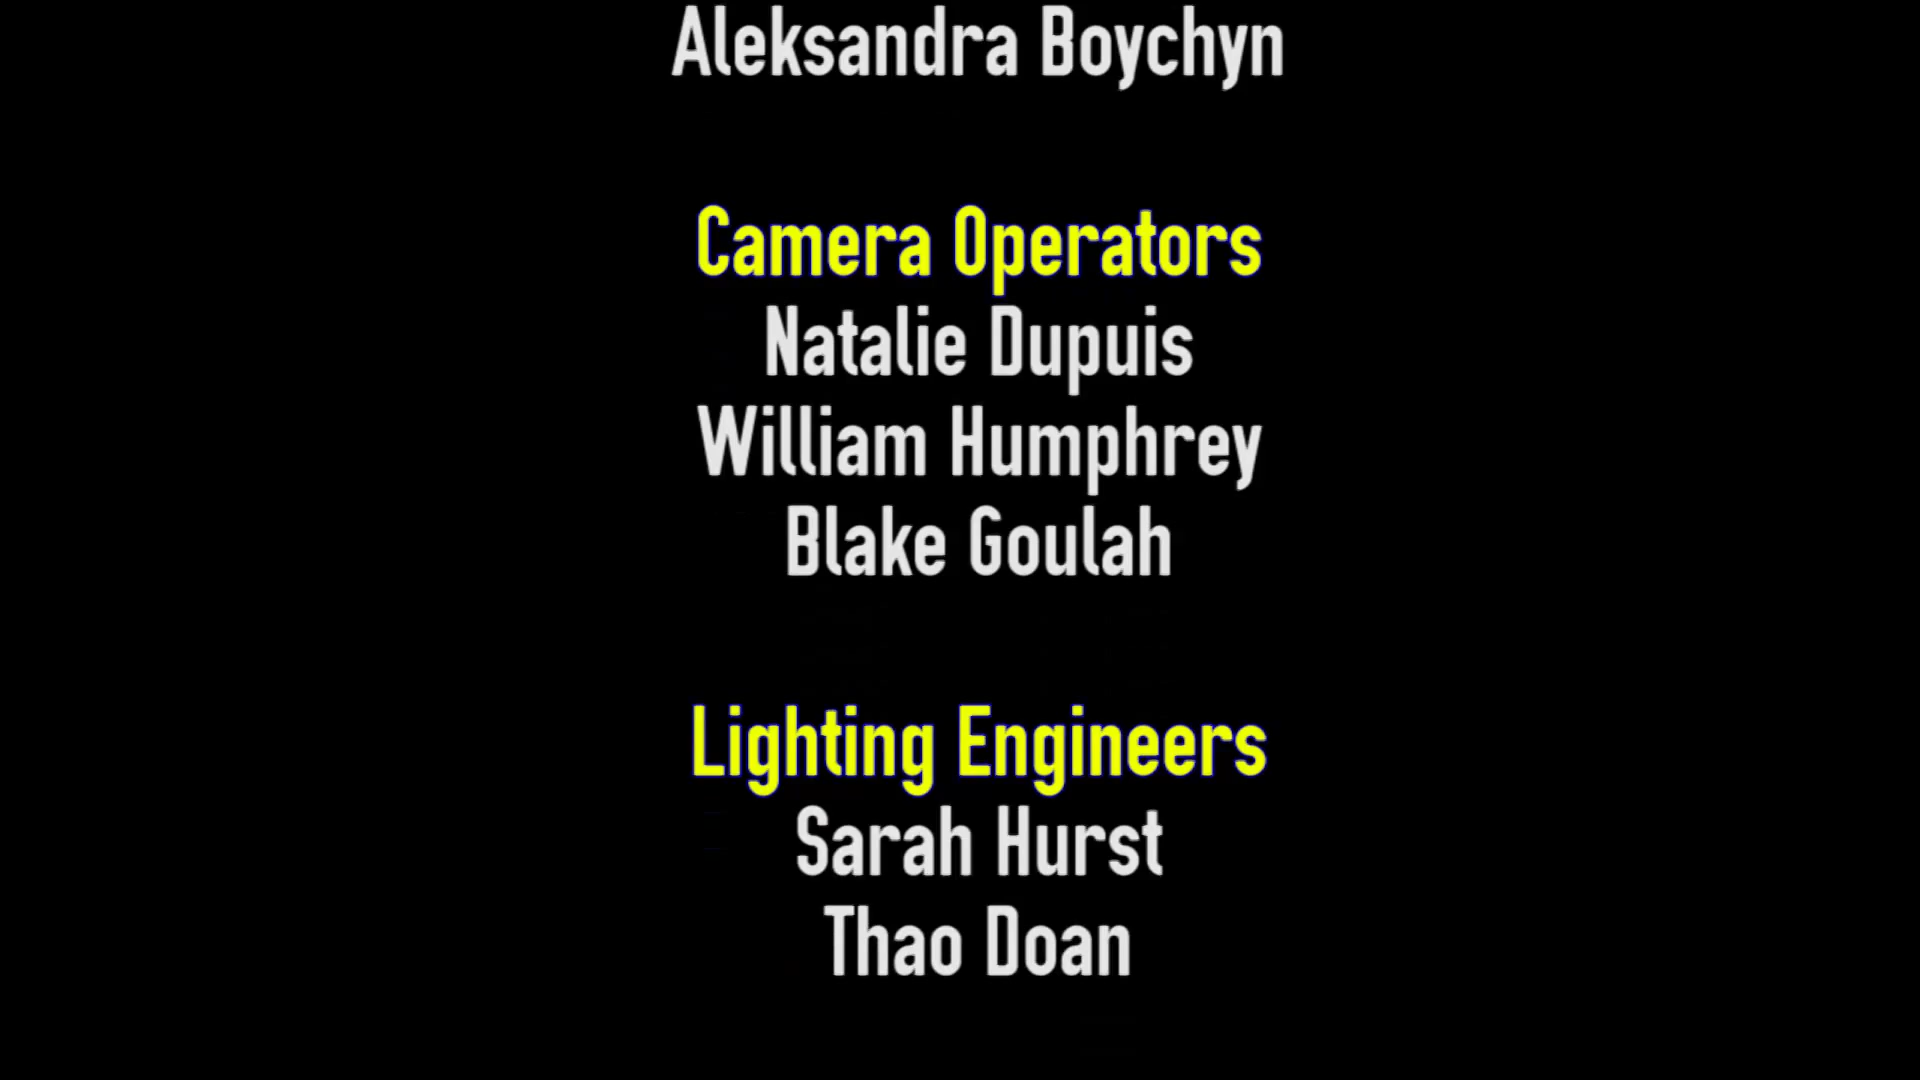 Aleksandra Boychyn
Camera Operators
Natalie Dupuis
William Humphrey
Blake Goulah
Lighting Engineers
Sarah Hurst
Thao Doan